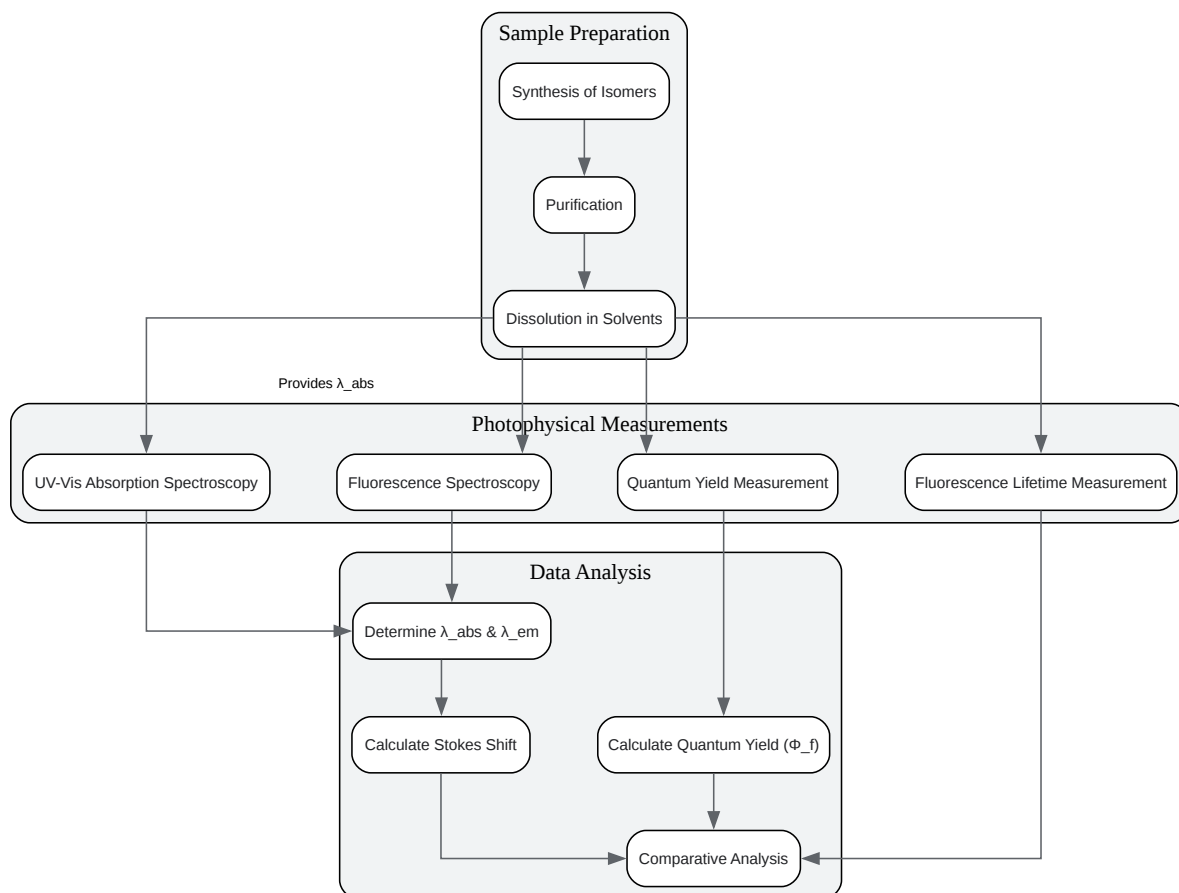 Sample Preparation
Synthesis of Isomers
Purification
Dissolution in Solvents
Provides λ_abs
Photophysical Measurements
UV-Vis Absorption Spectroscopy
Fluorescence Spectroscopy
Quantum Yield Measurement
Fluorescence Lifetime Measurement
Data Analysis
Determine λ_abs & λ_em
Calculate Stokes Shift
Calculate Quantum Yield (Φ_f)
Comparative Analysis